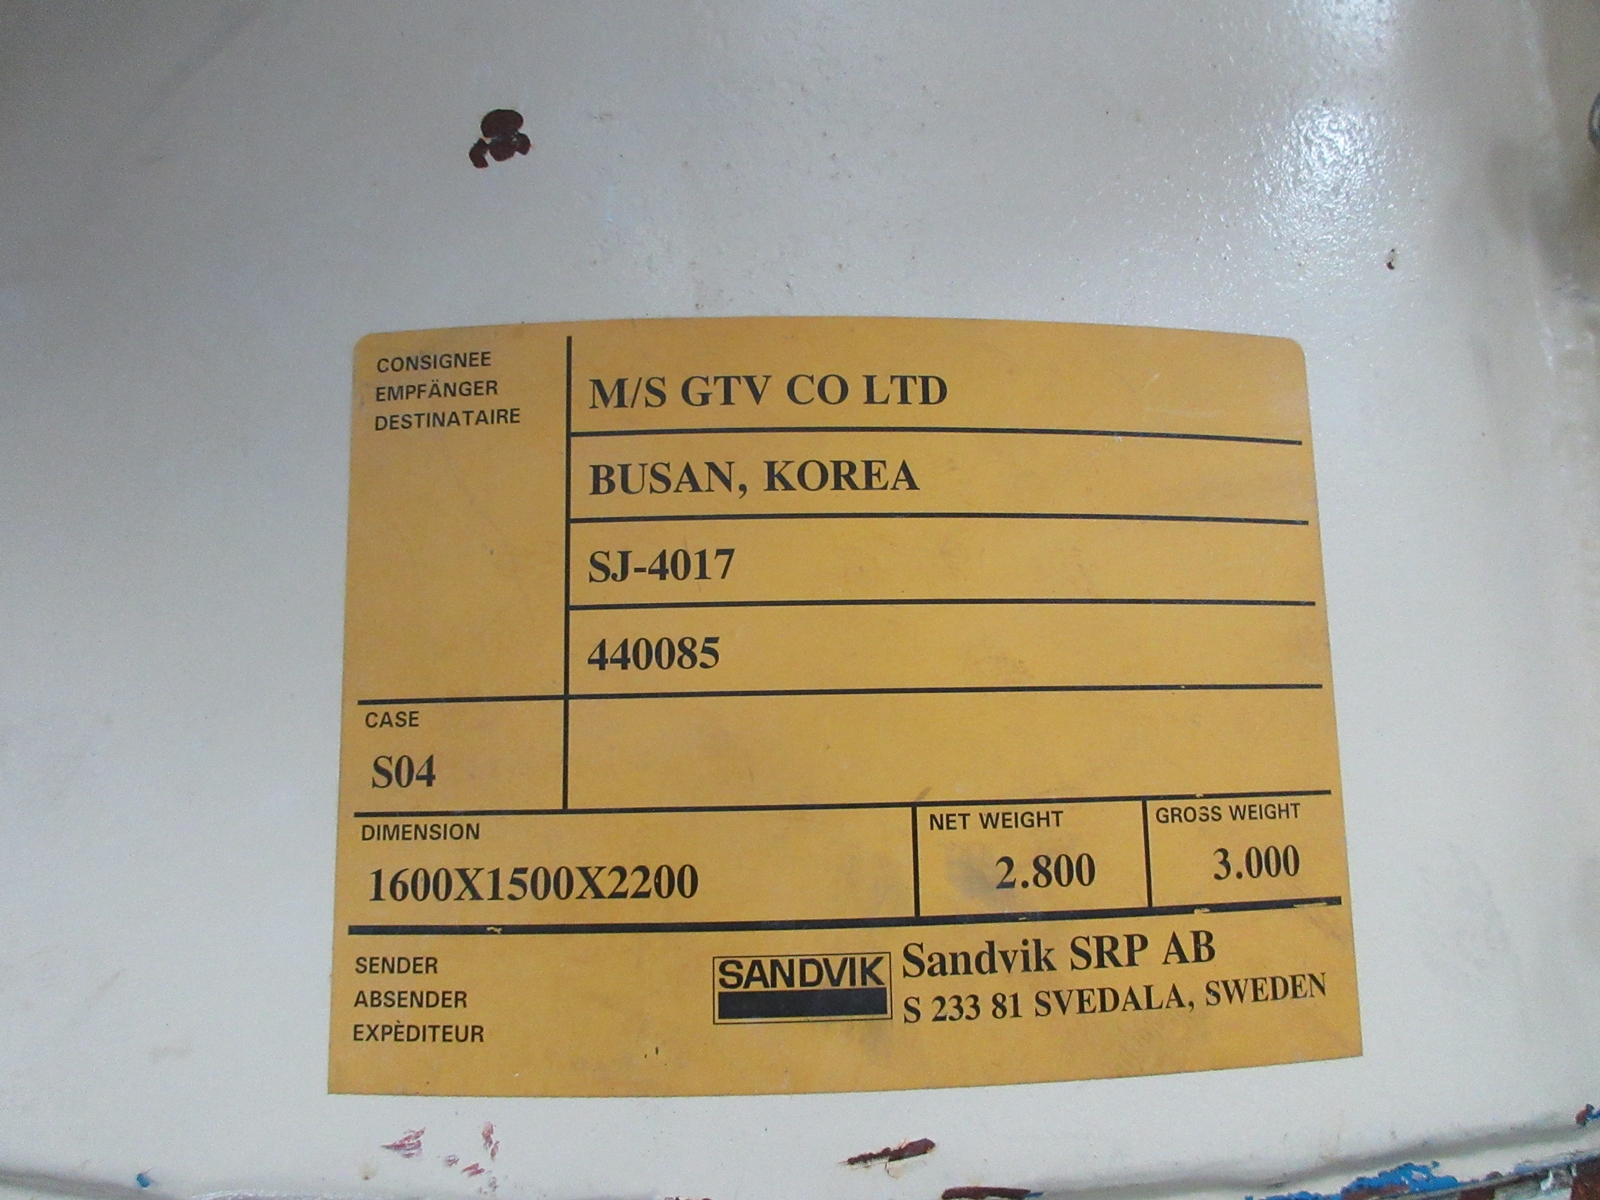 CONSIGNEE
EMPFÄNGER
DESTINATAIRE
M/S GTV CO LTD
BUSAN, KOREA
SJ-4017
440085
CASE
S04
DIMENSION
1600X1500X2200
NET WEIGHT
2.800
GROSS WEIGHT
3.000
SENDER
ABSENDER
EXPÈDITEUR
SANDVIK
Sandvik SRP AB
S 233 81 SVEDALA, SWEDEN